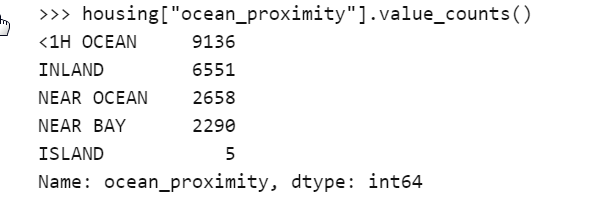 >>> housing["ocean_proximity"].value_counts()
<1H OCEAN     9136
INLAND        6551
NEAR OCEAN    2658
NEAR BAY      2290
ISLAND           5
Name: ocean_proximity, dtype: int64